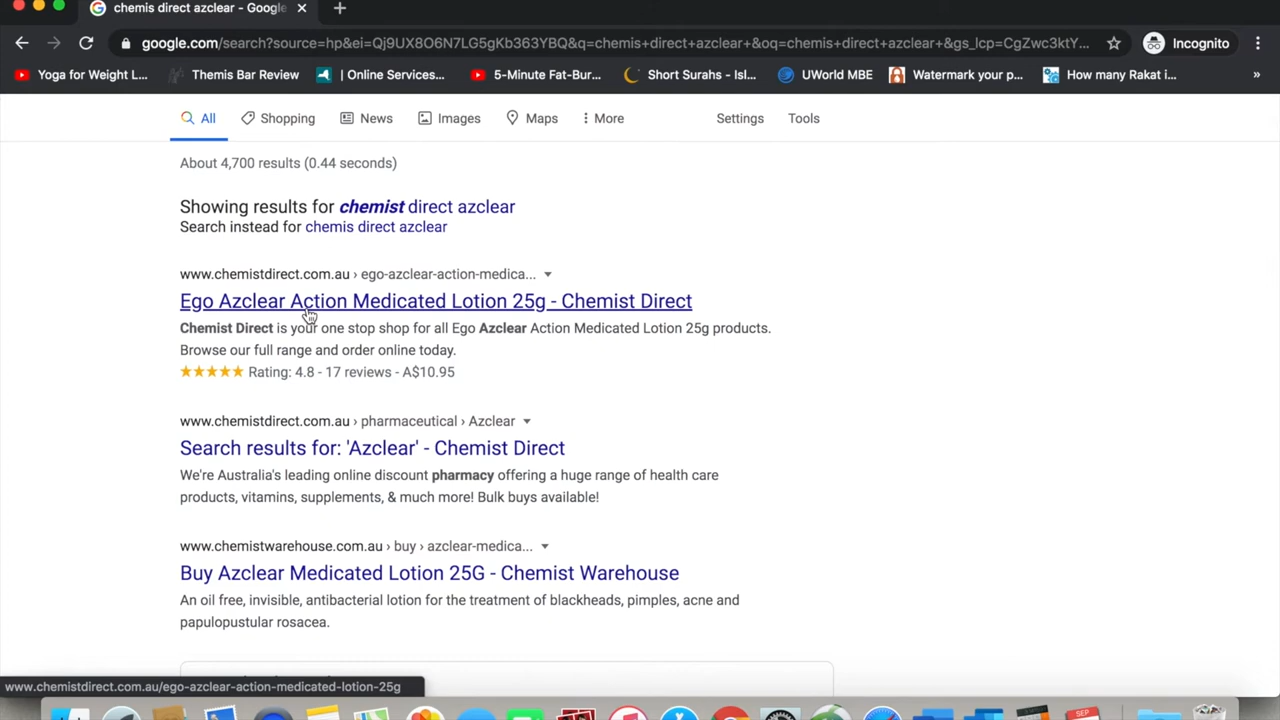 chemis direct azclear - Google
google.com/search?source=hp&ei=Qj9UX8O6N7LG5gKb363YBQ&q=chemis+direct+azclear+&oq=chemis+direct+azclear+&gs_lcp=CgZwc3ktY...
Incognito
Yoga for Weight L... Themis Bar Review | Online Services... 5-Minute Fat-Bur... Short Surahs - Isl... UWorld MBE Watermark your p... How many Rakat i... »
All Shopping News Images Maps More Settings Tools
About 4,700 results (0.44 seconds)
Showing results for chemist direct azclear
Search instead for chemis direct azclear
www.chemistdirect.com.au › ego-azclear-action-medica...
Ego Azclear Action Medicated Lotion 25g - Chemist Direct
Chemist Direct is your one stop shop for all Ego Azclear Action Medicated Lotion 25g products.
Browse our full range and order online today.
Rating: 4.8 - 17 reviews - A$10.95
www.chemistdirect.com.au › pharmaceutical › Azclear
Search results for: 'Azclear' - Chemist Direct
We're Australia's leading online discount pharmacy offering a huge range of health care
products, vitamins, supplements, & much more! Bulk buys available!
www.chemistwarehouse.com.au › buy › azclear-medica...
Buy Azclear Medicated Lotion 25G - Chemist Warehouse
An oil free, invisible, antibacterial lotion for the treatment of blackheads, pimples, acne and
papulopustular rosacea.
www.chemistdirect.com.au/ego-azclear-action-medicated-lotion-25g
SEP